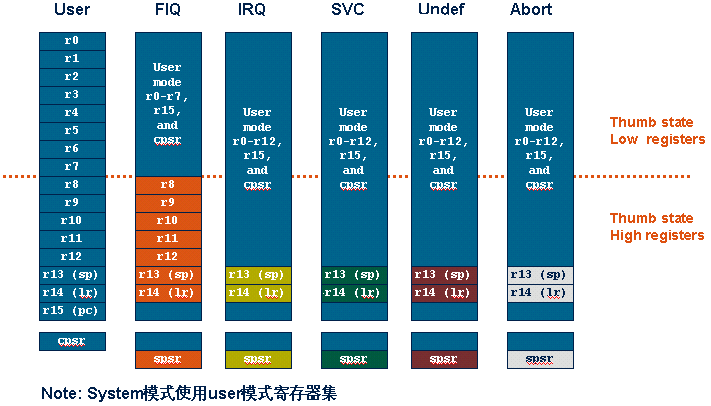 User FIQ IRQ SVC Undef Abort
r0
r1
r2
r3
r4
r5
r6
r7
r8
r9
r10
r11
r12
r13 (sp)
r14 (lr)
r15 (pc)
cpsr
User
mode
r0-r7,
r15,
and
cpsr
r8
r9
r10
r11
r12
r13 (sp)
r14 (lr)
spsr
User
mode
r0-r12,
r15,
and
cpsr
r13 (sp)
r14 (lr)
spsr
User
mode
r0-r12,
r15,
and
cpsr
r13 (sp)
r14 (lr)
spsr
User
mode
r0-r12,
r15,
and
cpsr
r13 (sp)
r14 (lr)
spsr
User
mode
r0-r12,
r15,
and
cpsr
r13 (sp)
r14 (lr)
spsr
Thumb state
Low registers
Thumb state
High registers
Note: System模式使用user模式寄存器集